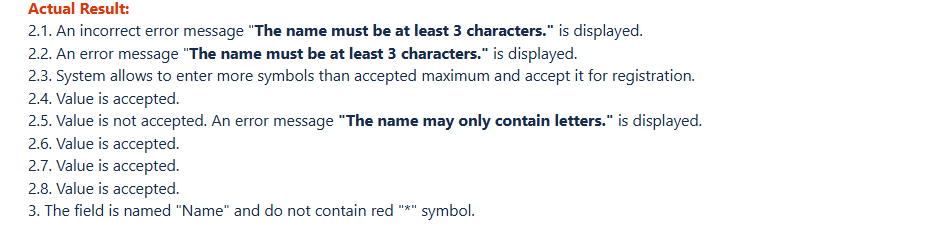 Actual Result:
2.1. An incorrect error message "The name must be at least 3 characters." is displayed.
2.2. An error message "The name must be at least 3 characters." is displayed.
2.3. System allows to enter more symbols than accepted maximum and accept it for registration.
2.4. Value is accepted.
2.5. Value is not accepted. An error message "The name may only contain letters." is displayed.
2.6. Value is accepted.
2.7. Value is accepted.
2.8. Value is accepted.
3. The field is named "Name" and do not contain red "*" symbol.